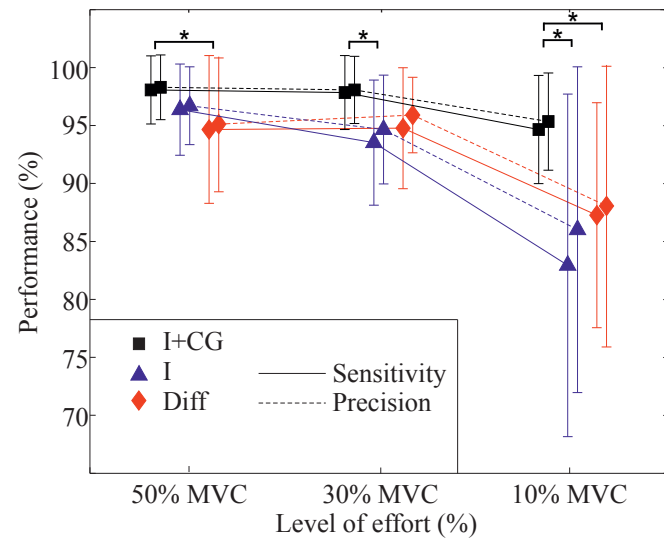 * * * *
100
95
90
85
80
75
70
Performance (%)
I+CG
I
Diff
Sensitivity
Precision
50% MVC 30% MVC 10% MVC
Level of effort (%)